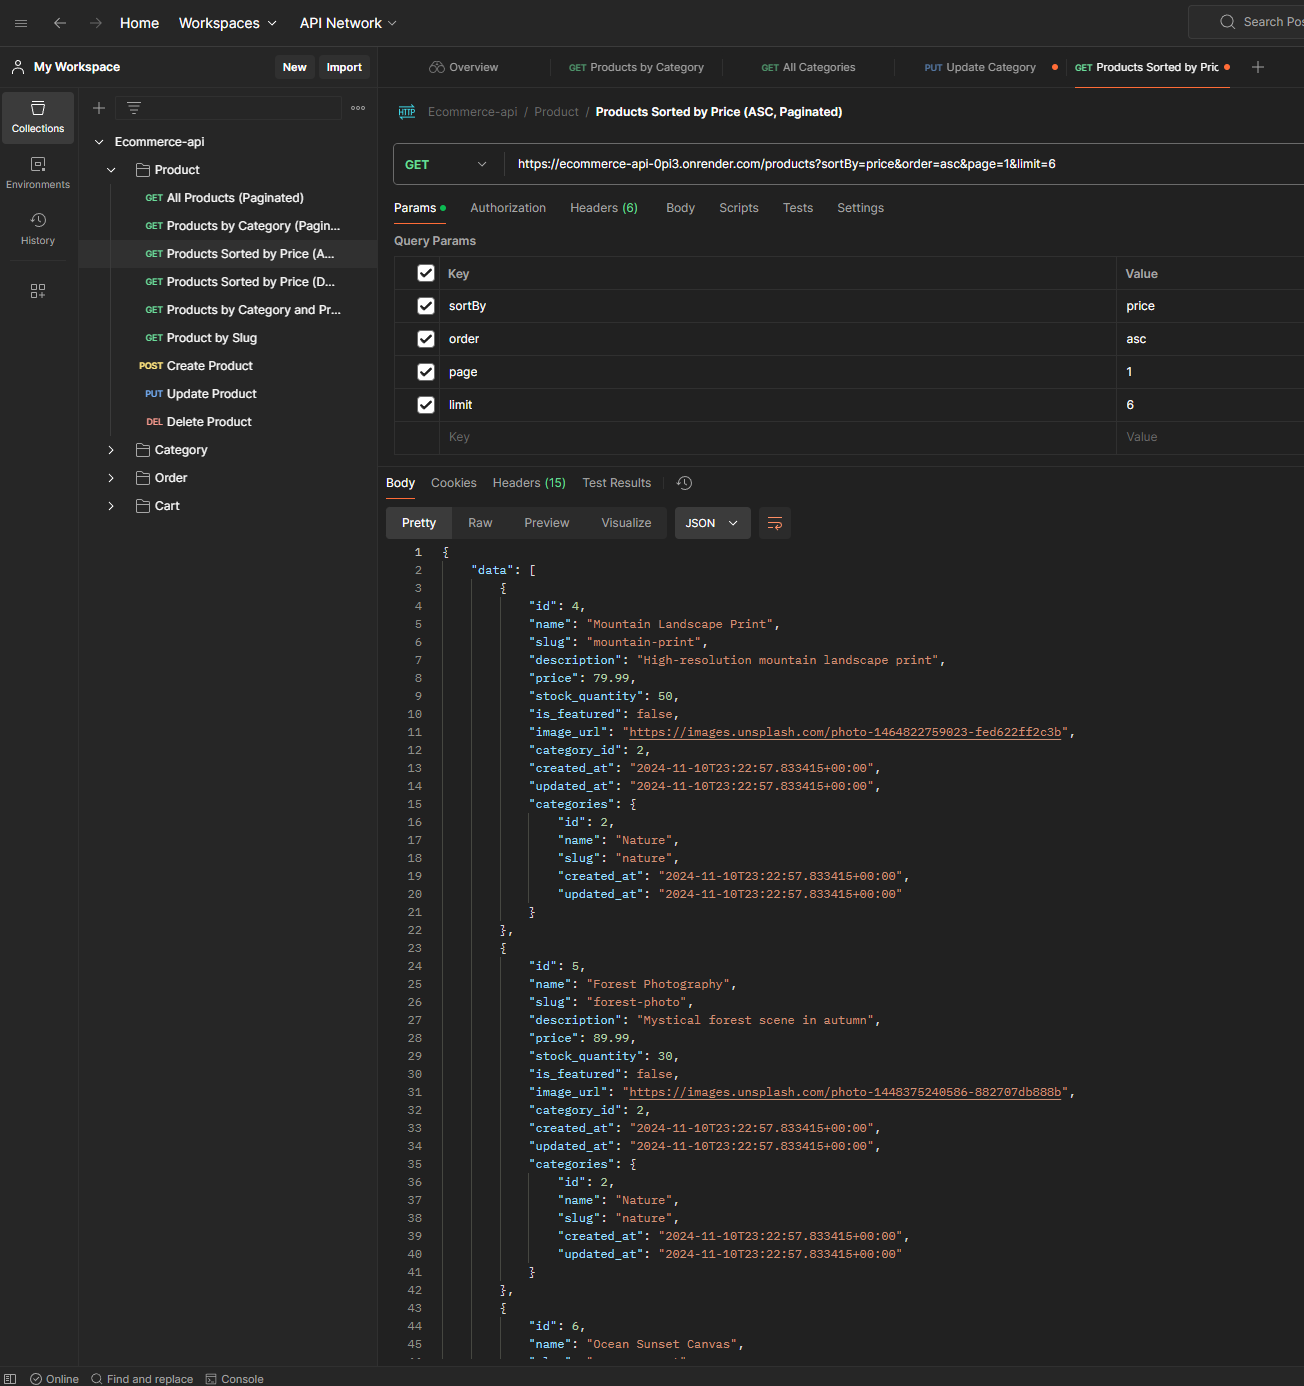 Home Workspaces API Network Search Pos
My Workspace New Import
Overview GET Products by Category GET All Categories PUT Update Category GET Products Sorted by Pric
Collections
Environments
History
Ecommerce-api
Product
GET All Products (Paginated)
GET Products by Category (Pagin...
GET Products Sorted by Price (A...
GET Products Sorted by Price (D...
GET Products by Category and Pr...
GET Product by Slug
POST Create Product
PUT Update Product
DEL Delete Product
Category
Order
Cart
HTTP Ecommerce-api / Product / Products Sorted by Price (ASC, Paginated)
GET https://ecommerce-api-0pi3.onrender.com/products?sortBy=price&order=asc&page=1&limit=6
Params Authorization Headers (6) Body Scripts Tests Settings
Query Params
Key Value
sortBy price
order asc
page 1
limit 6
Key Value
Body Cookies Headers (15) Test Results
Pretty Raw Preview Visualize JSON
1 {
2 "data": [
3 {
4 "id": 4,
5 "name": "Mountain Landscape Print",
6 "slug": "mountain-print",
7 "description": "High-resolution mountain landscape print",
8 "price": 79.99,
9 "stock_quantity": 50,
10 "is_featured": false,
11 "image_url": "https://images.unsplash.com/photo-1464822759023-fed622ff2c3b",
12 "category_id": 2,
13 "created_at": "2024-11-10T23:22:57.833415+00:00",
14 "updated_at": "2024-11-10T23:22:57.833415+00:00",
15 "categories": {
16 "id": 2,
17 "name": "Nature",
18 "slug": "nature",
19 "created_at": "2024-11-10T23:22:57.833415+00:00",
20 "updated_at": "2024-11-10T23:22:57.833415+00:00"
21 }
22 },
23 {
24 "id": 5,
25 "name": "Forest Photography",
26 "slug": "forest-photo",
27 "description": "Mystical forest scene in autumn",
28 "price": 89.99,
29 "stock_quantity": 30,
30 "is_featured": false,
31 "image_url": "https://images.unsplash.com/photo-1448375240586-882707db888b",
32 "category_id": 2,
33 "created_at": "2024-11-10T23:22:57.833415+00:00",
34 "updated_at": "2024-11-10T23:22:57.833415+00:00",
35 "categories": {
36 "id": 2,
37 "name": "Nature",
38 "slug": "nature",
39 "created_at": "2024-11-10T23:22:57.833415+00:00",
40 "updated_at": "2024-11-10T23:22:57.833415+00:00"
41 }
42 },
43 {
44 "id": 6,
45 "name": "Ocean Sunset Canvas",
Online Find and replace Console